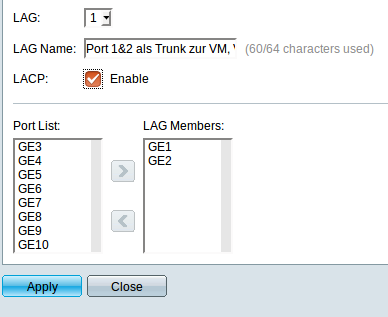 LAG: 1
LAG Name: Port 1&2 als Trunk zur VM, (60/64 characters used)
LACP: Enable
Port List: LAG Members:
GE3 GE1
GE4 GE2
GE5
GE6
GE7
GE8
GE9
GE10
Apply Close